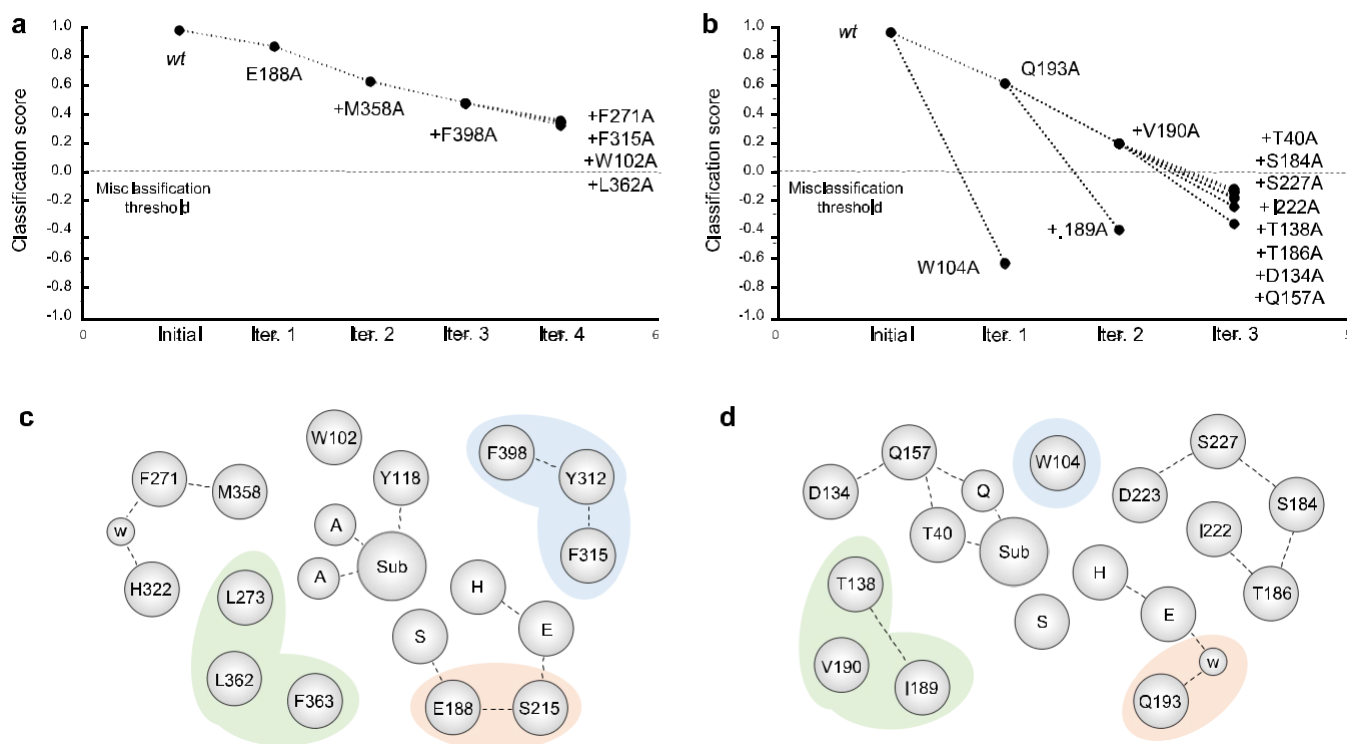 a
Classification score
1.0
0.8
0.6
0.4
0.2
0.0
-0.2
-0.4
-0.6
-0.8
-1.0
wt
E188A
+M358A
+F398A
+F271A
+F315A
+W102A
+L362A
Misclassification
threshold
0
Initial
Iter. 1
Iter. 2
Iter. 3
Iter. 4
6
b
Classification score
1.0
0.8
0.6
0.4
0.2
0.0
-0.2
-0.4
-0.6
-0.8
-1.0
wt
Q193A
+V190A
+T40A
+S184A
+S227A
+I222A
+T138A
+T186A
+D134A
+Q157A
W104A
189A
Misclassification
threshold
0
Initial
Iter. 1
Iter. 2
Iter. 3
c
W102
F271
M358
Y118
F398
Y312
w
A
F315
H322
A
Sub
L273
H
S
E
L362
F363
E188
S215
d
Q157
W104
S227
D134
Q
D223
S184
T40
Sub
I222
T138
H
T186
S
E
V190
I189
w
Q193